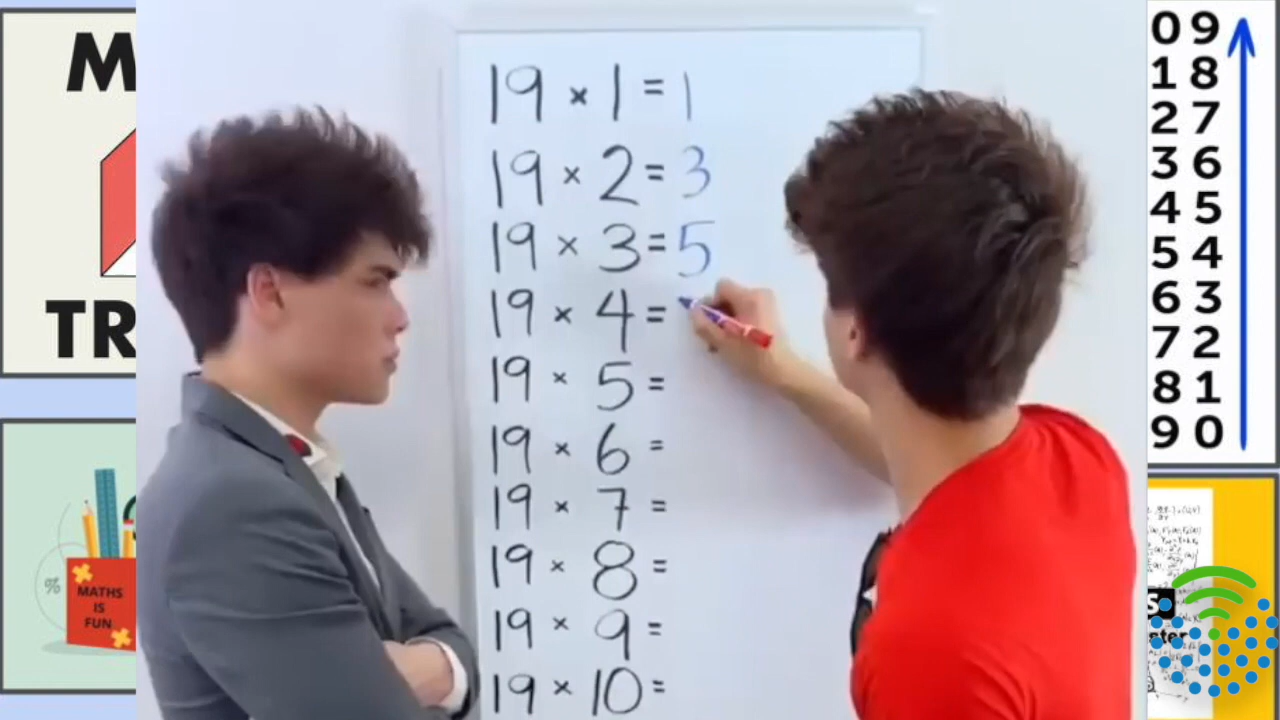 M
TR
%
MATHS
IS
FUN
19 × 1 = 1
19 × 2 = 3
19 × 3 = 5
19 × 4 =
19 × 5 =
19 × 6 =
19 × 7 =
19 × 8 =
19 × 9 =
19 × 10 =
09
18
27
36
45
54
63
72
81
90
S
ster